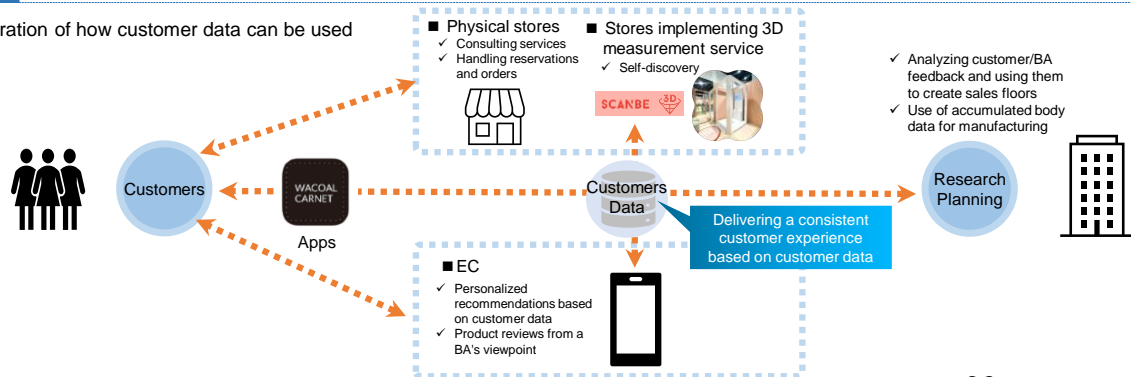 ration of how customer data can be used
■ Physical stores
✓ Consulting services
✓ Handling reservations
and orders
■ Stores implementing 3D
measurement service
✓ Self-discovery
SCANBE 3D
✓ Analyzing customer/BA
feedback and using them
to create sales floors
✓ Use of accumulated body
data for manufacturing
Customers
WACOAL
CARNET
Apps
Customers
Data
Research
Planning
Delivering a consistent
customer experience
based on customer data
■ EC
✓ Personalized
recommendations based
on customer data
✓ Product reviews from a
BA's viewpoint